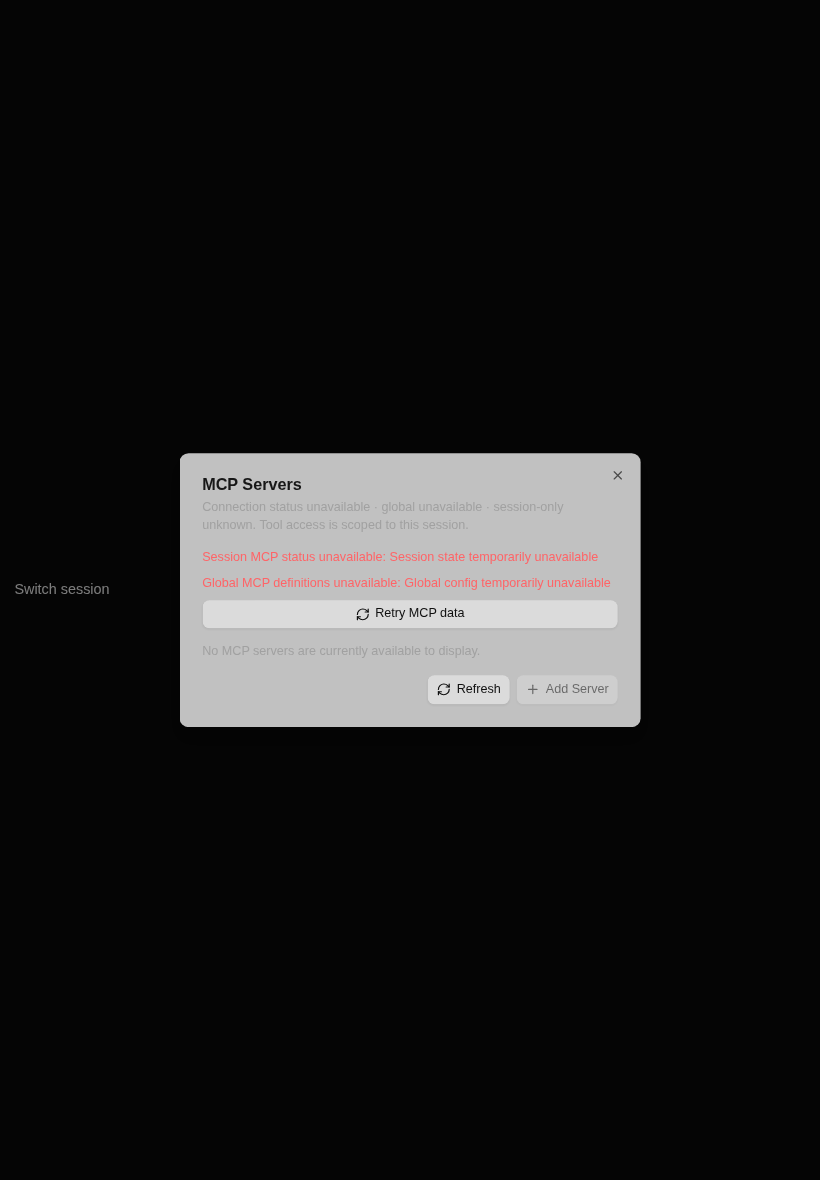 MCP Servers
Connection status unavailable · global unavailable · session-only
unknown. Tool access is scoped to this session.
Session MCP status unavailable: Session state temporarily unavailable
Switch session
Global MCP definitions unavailable: Global config temporarily unavailable
Retry MCP data
No MCP servers are currently available to display.
Refresh
Add Server